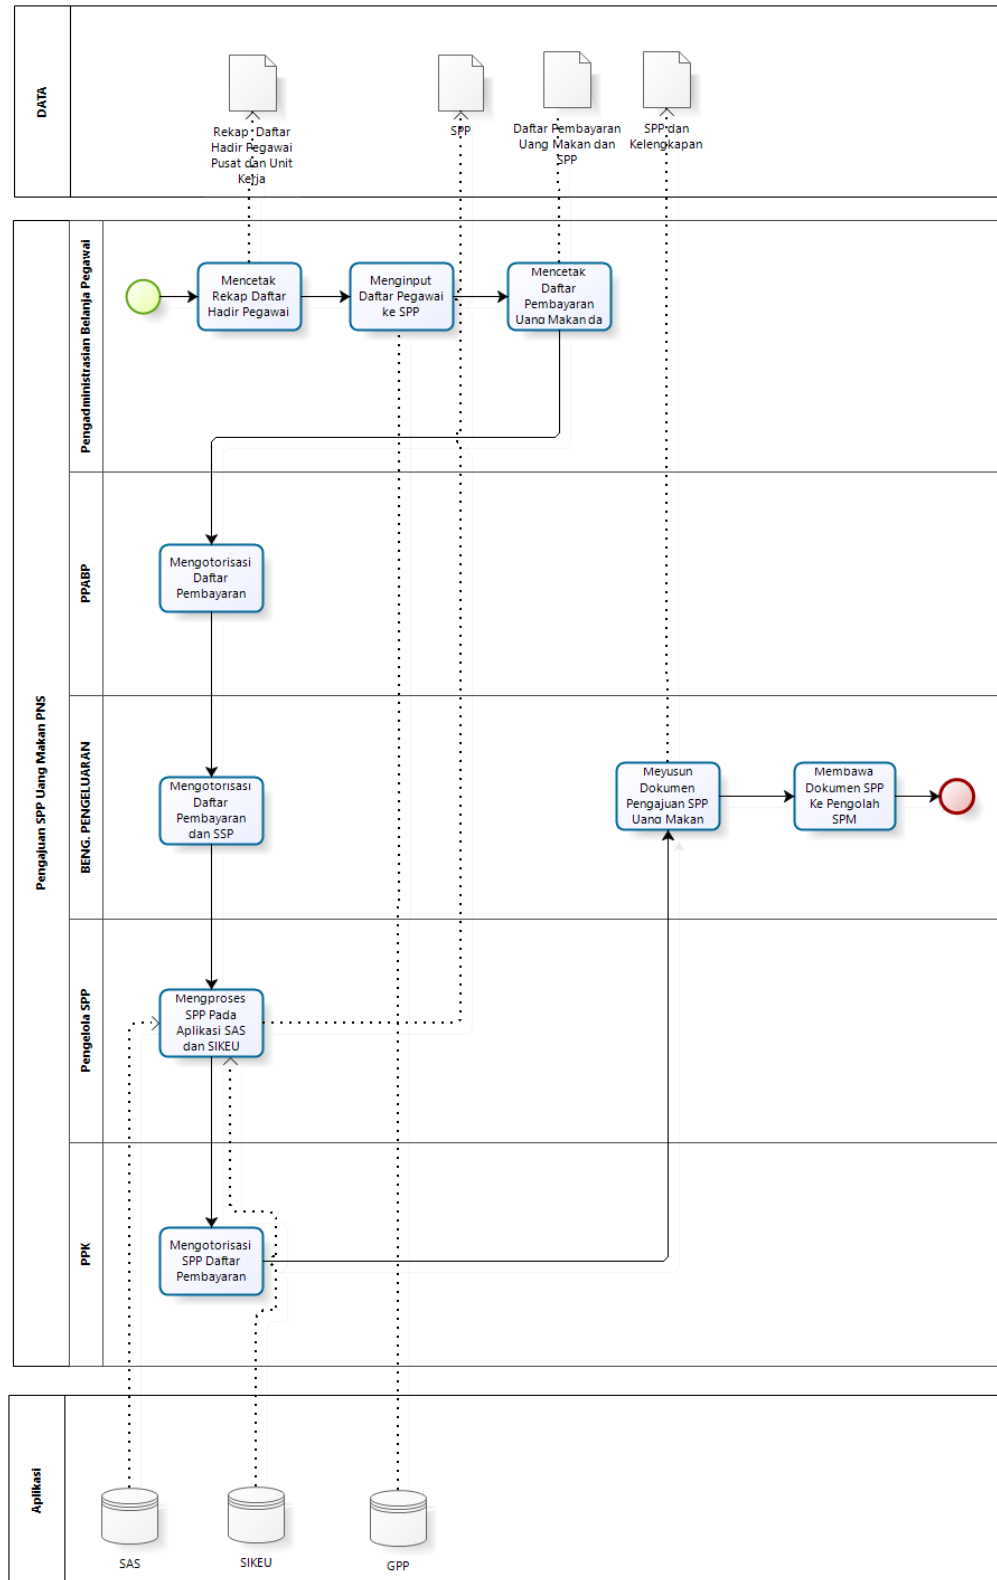 DATA
Rekap Daftar
Hadir Pegawai
Pusat dan Unit
Kerja
SPP
Daftar Pembayaran
Uang Makan dan
SPP
SPP dan
Kelengkapan
Pengajuan SPP Uang Makan PNS
Pengadministrasian Belanja Pegawai
Mencetak
Rekap Daftar
Hadir Pegawai
Menginput
Daftar Pegawai
ke SPP
Mencetak
Daftar
Pembayaran
Uang Makan da
PPABP
Mengotorisasi
Daftar
Pembayaran
BENG. PENGELUARAN
Mengotorisasi
Daftar
Pembayaran
dan SSP
Meyusun
Dokumen
Pengajuan SPP
Uang Makan
Membawa
Dokumen SPP
Ke Pengolah
SPM
Pengelola SPP
Mengproses
SPP Pada
Aplikasi SAS
dan SIKEU
PPK
Mengotorisasi
SPP Daftar
Pembayaran
Aplikasi
SAS
SIKEU
GPP